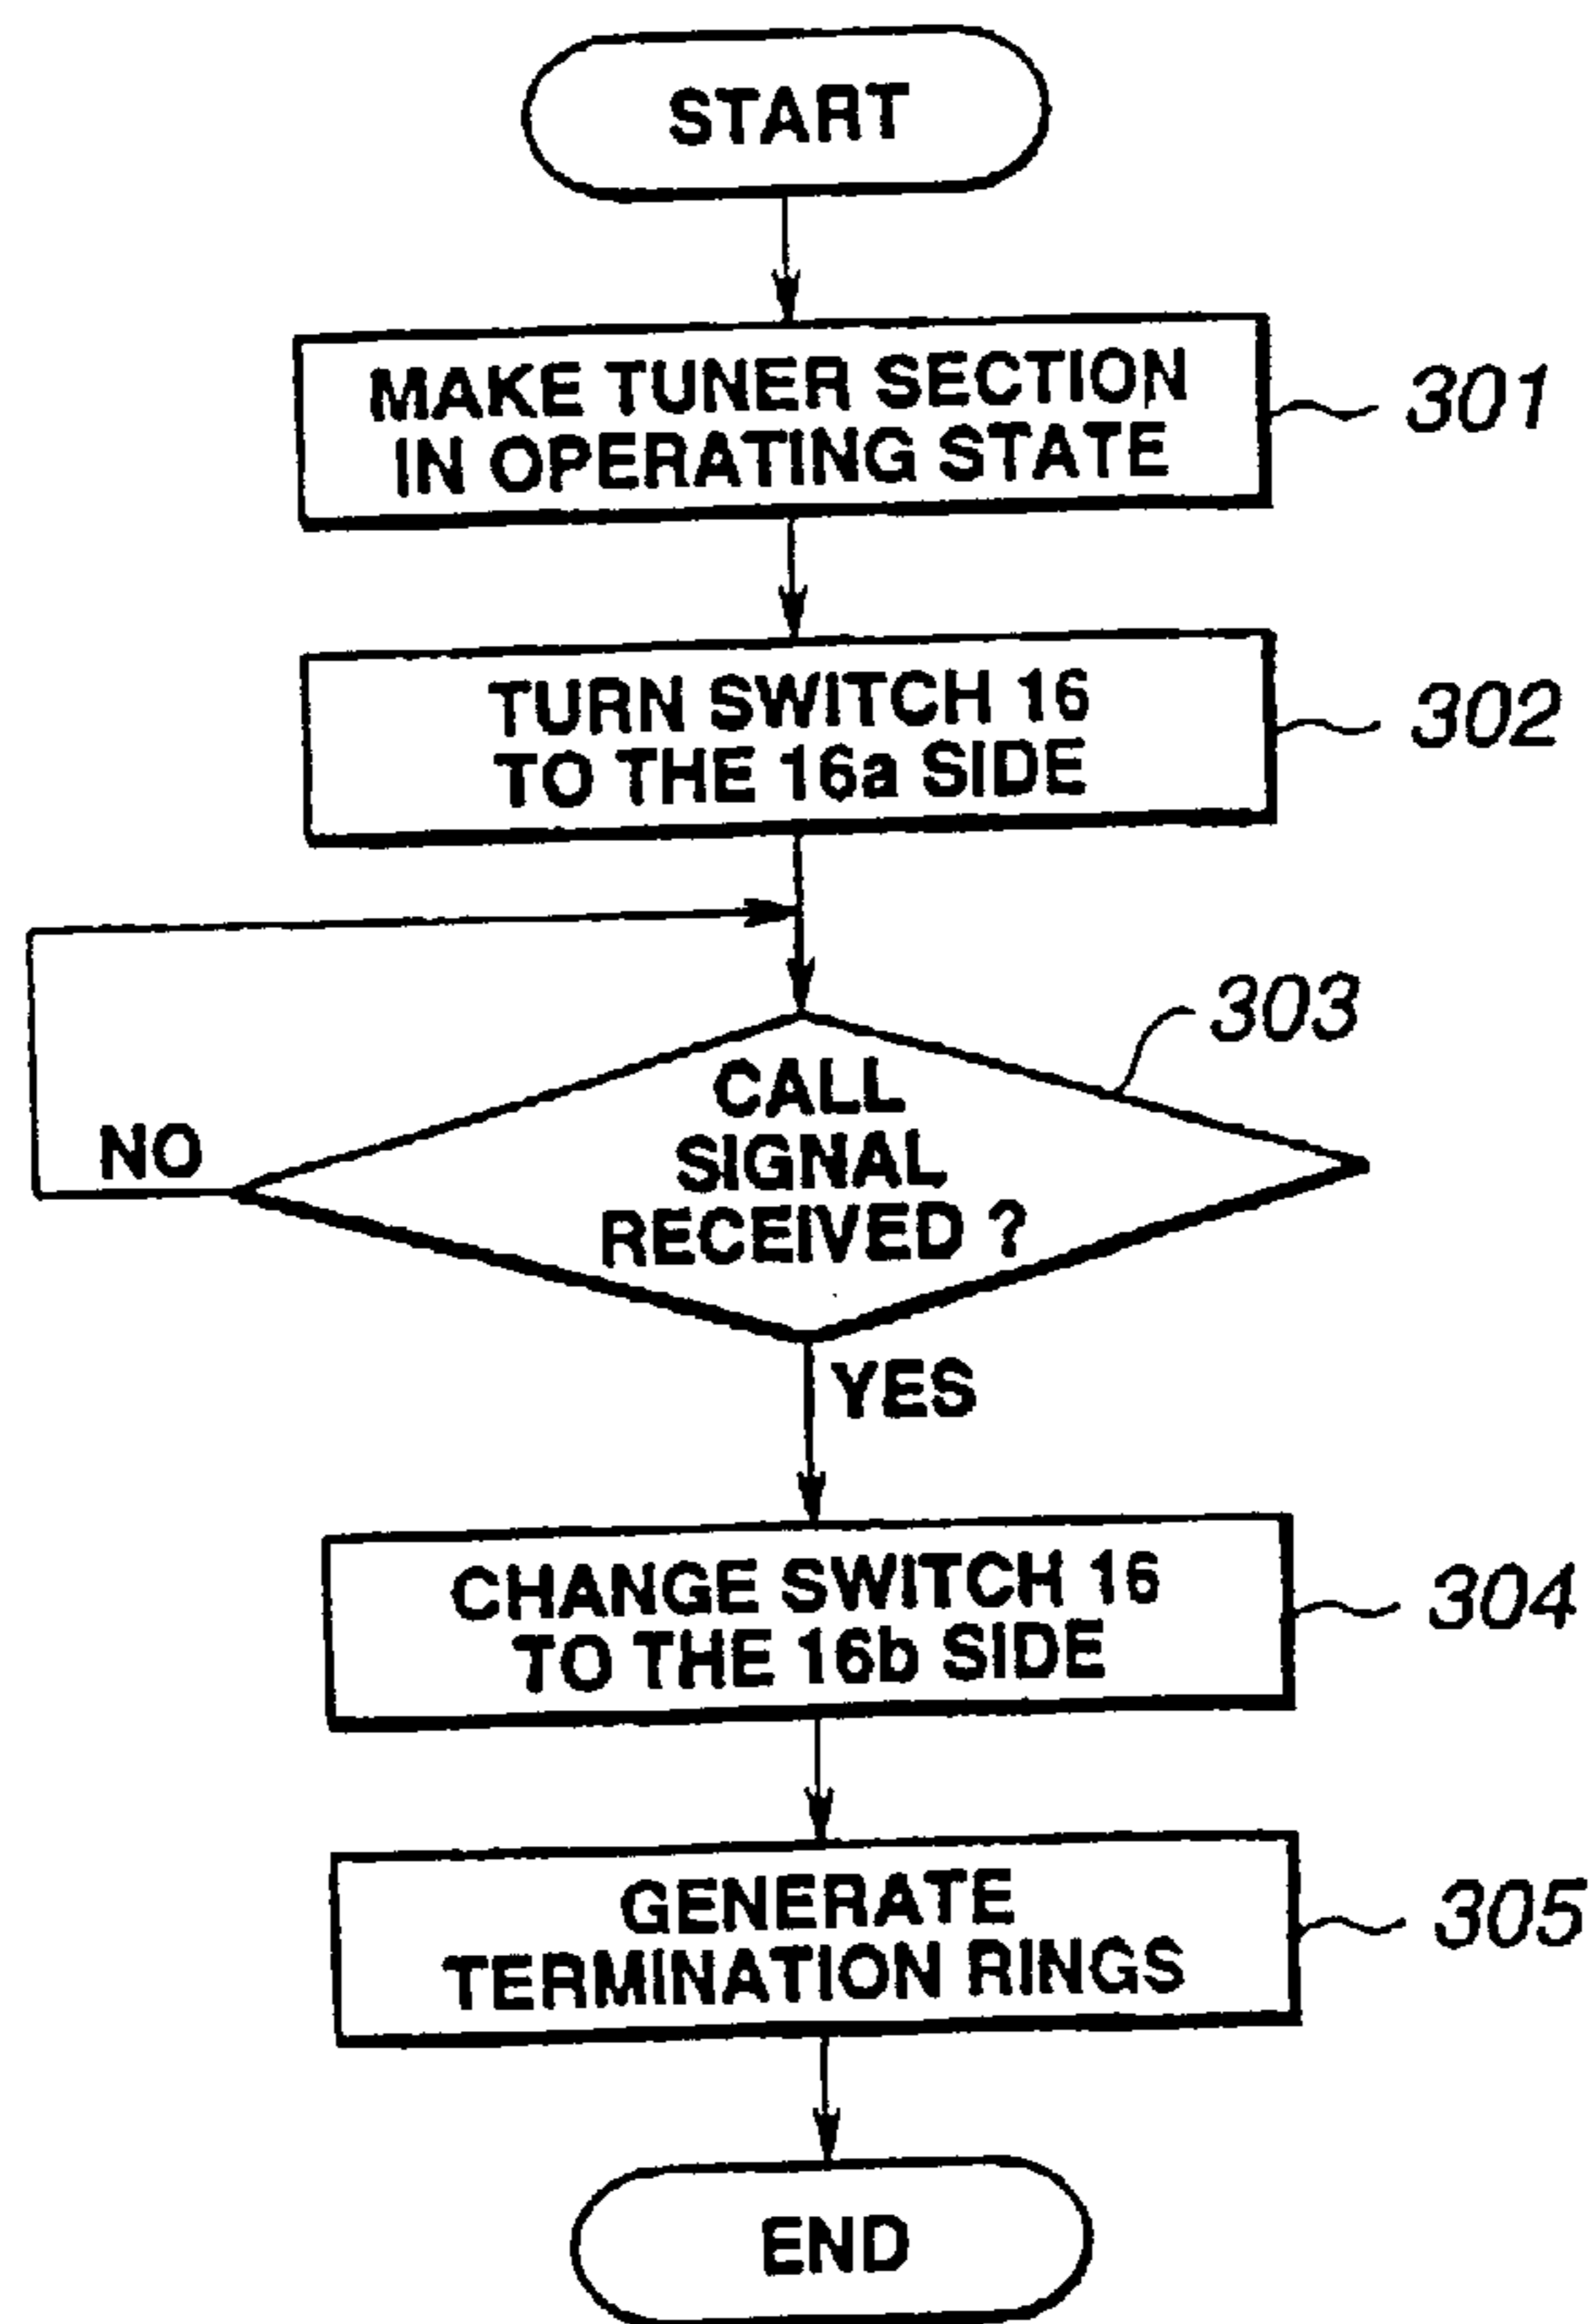 START
MAKE TUNER SECTION
IN OPERATING STATE
301
TURN SWITCH 16
TO THE 16a SIDE
302
303
CALL
SIGNAL
RECEIVED ?
NO
YES
CHANGE SWITCH 16
TO THE 16b SIDE
304
GENERATE
TERMINATION RINGS
305
END